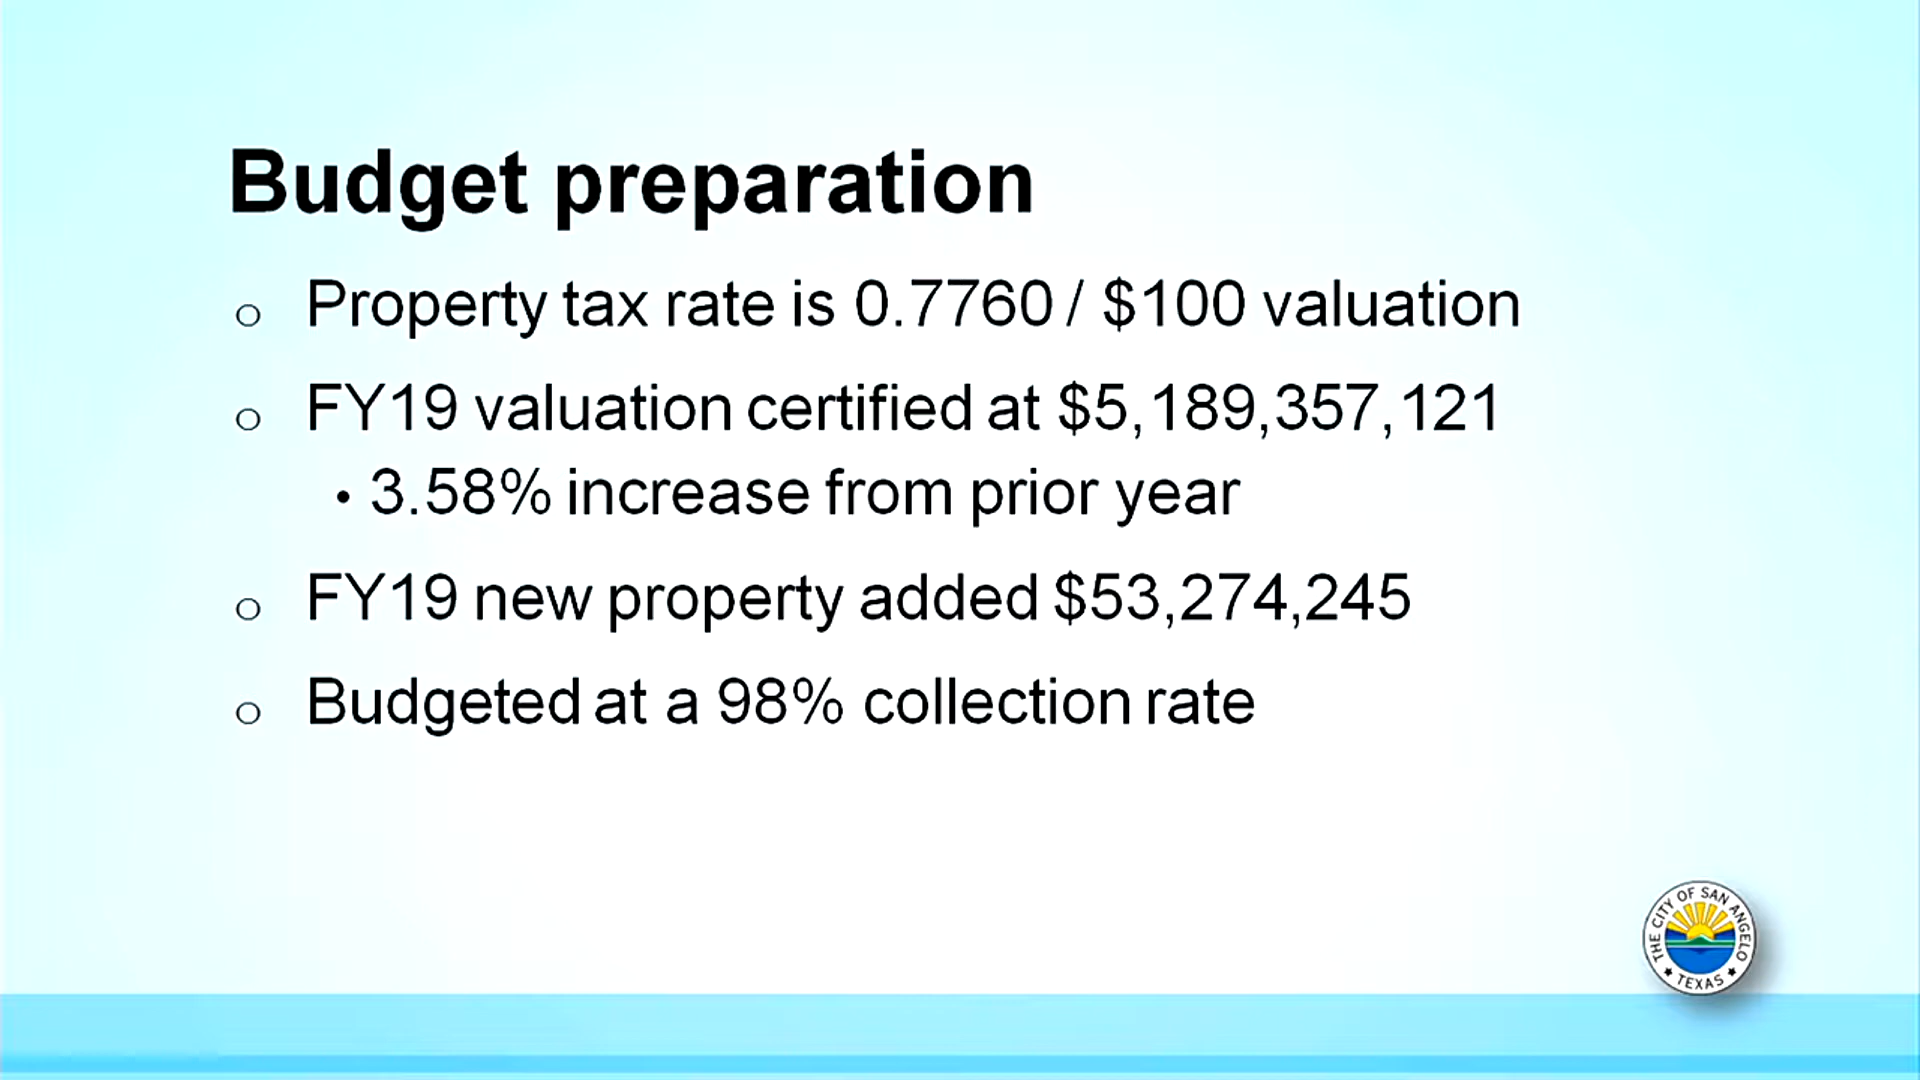 Budget preparation
Property tax rate is 0.7760 / $100 valuation
FY19 valuation certified at $5,189,357,121
3.58% increase from prior year
FY19 new property added $53,274,245
Budgeted at a 98% collection rate
THE CITY OF SAN ANGELO
TEXAS